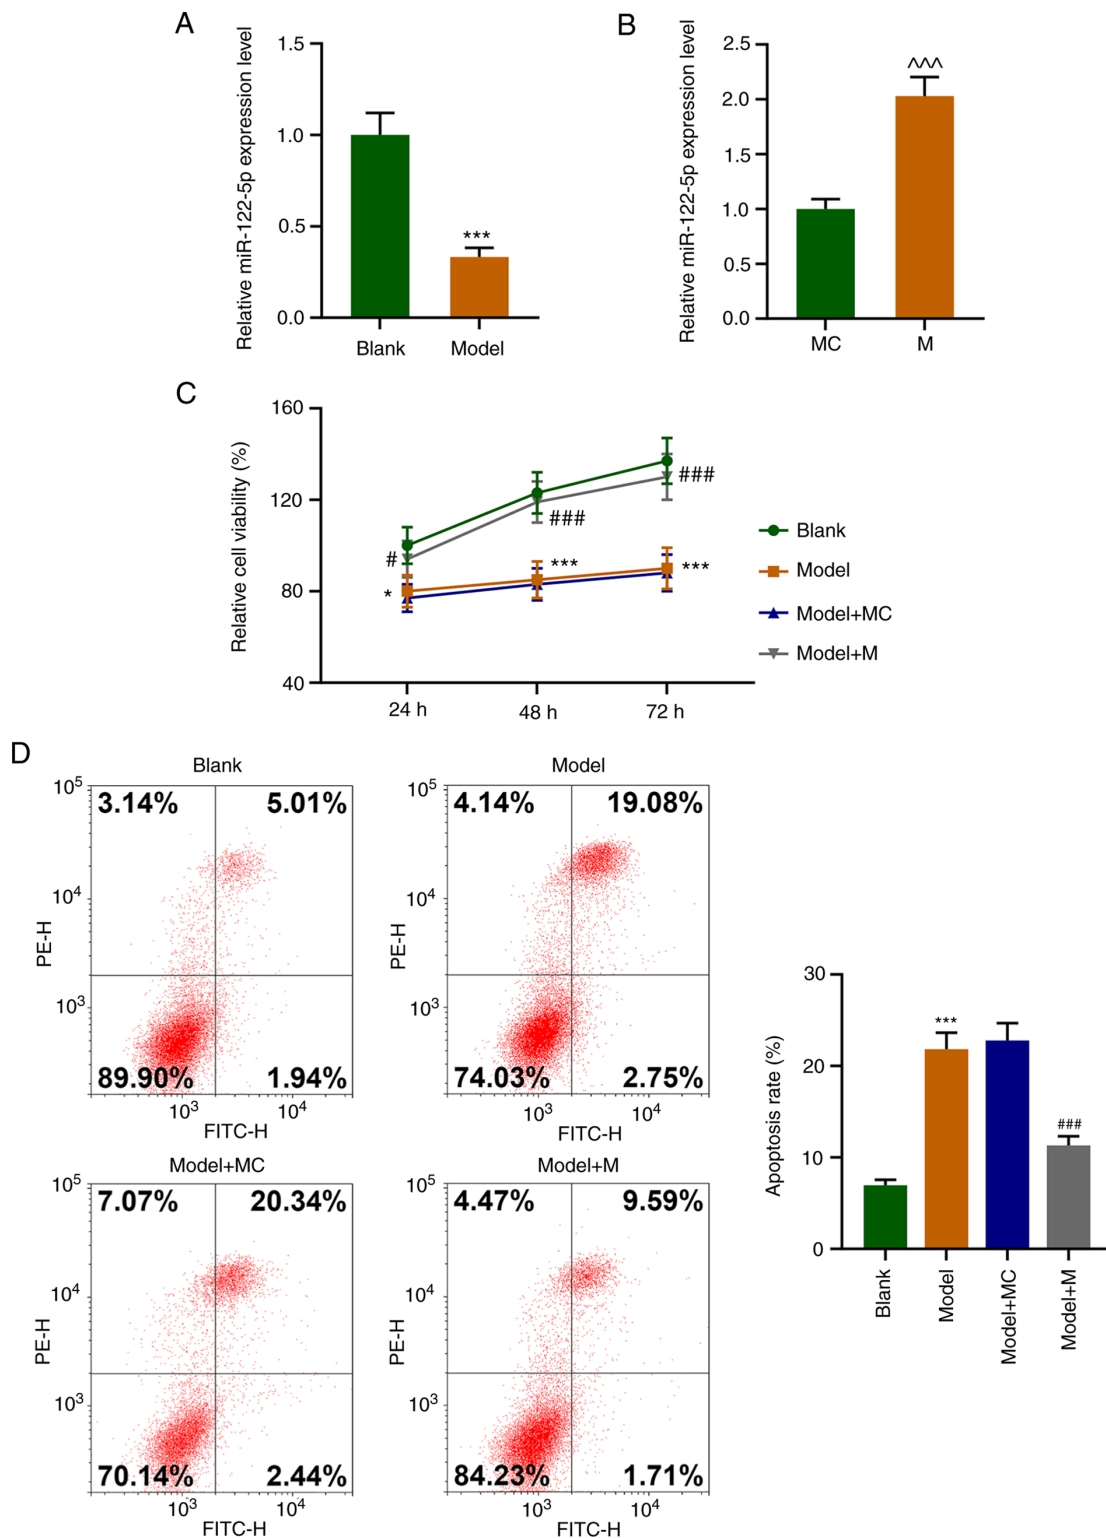 A
Relative miR-122-5p expression level
1.5
1.0
0.5
0.0
***
Blank
Model
B
Relative miR-122-5p expression level
2.5
2.0
1.5
1.0
0.5
0.0
^^^
MC
M
C
Relative cell viability (%)
160
120
80
40
#
*
###
***
###
***
24 h
48 h
72 h
Blank
Model
Model+MC
Model+M
D
Blank
PE-H
10⁵
10⁴
10³
3.14%
5.01%
89.90%
1.94%
10³
10⁴
FITC-H
Model
PE-H
10⁵
10⁴
10³
4.14%
19.08%
74.03%
2.75%
10³
10⁴
FITC-H
Model+MC
PE-H
10⁵
10⁴
10³
7.07%
20.34%
70.14%
2.44%
10³
10⁴
FITC-H
Model+M
PE-H
10⁵
10⁴
10³
4.47%
9.59%
84.23%
1.71%
10³
10⁴
FITC-H
Apoptosis rate (%)
30
20
10
0
***
###
Blank
Model
Model+MC
Model+M